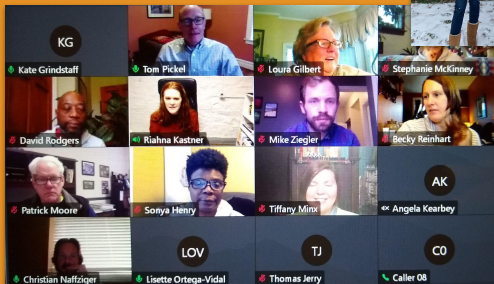 KG
Kate Grindstaff
Tom Pickel
Loura Gilbert
Stephanie McKinney
David Rodgers
Riahna Kastner
Mike Ziegler
Becky Reinhart
Patrick Moore
Sonya Henry
Tiffany Minx
AK
Angela Kearbey
Christian Naffziger
LOV
Lisette Ortega-Vidal
TJ
Thomas Jerry
C0
Caller 08